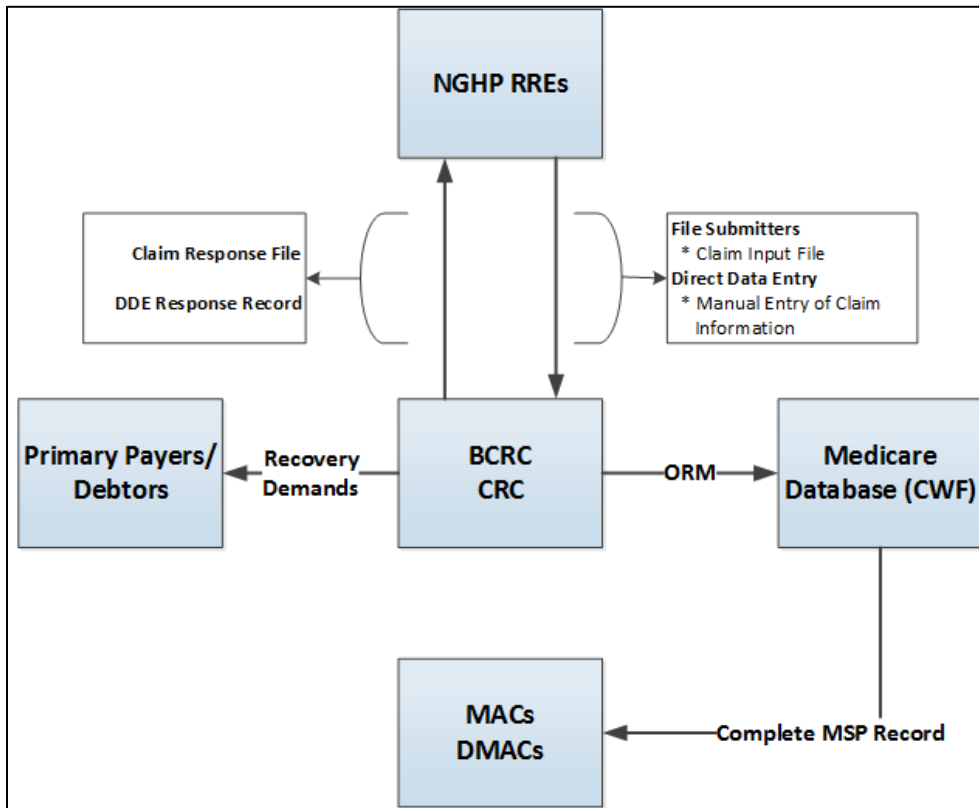 NGHP RREs
Claim Response File
DDE Response Record
File Submitters
* Claim Input File
Direct Data Entry
* Manual Entry of Claim
Information
Primary Payers/
Debtors
Recovery
Demands
BCRC
CRC
ORM
Medicare
Database (CWF)
MACs
DMACs
Complete MSP Record